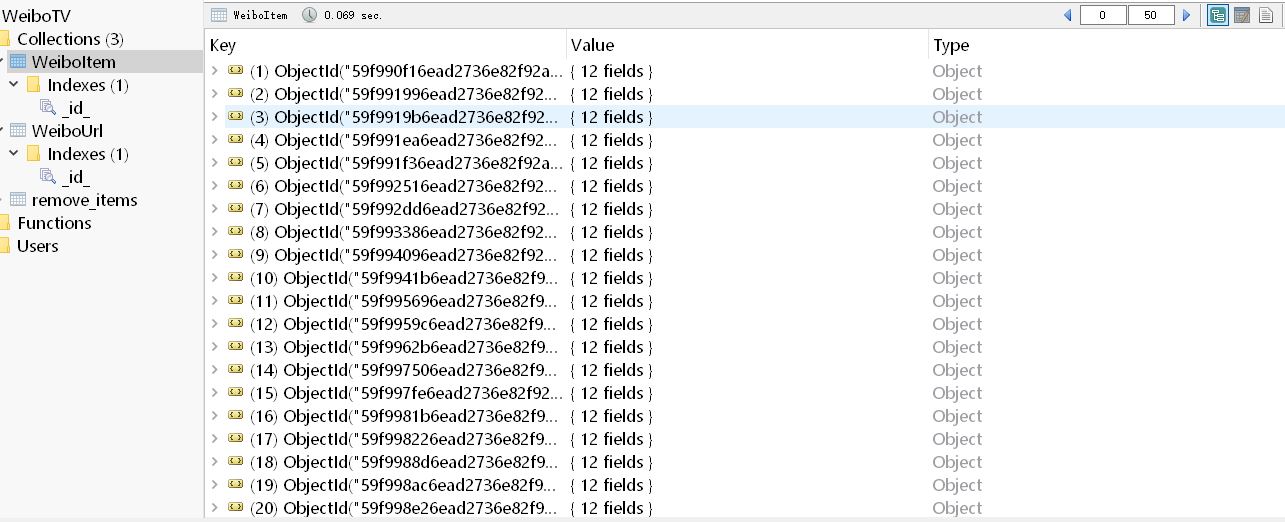 WeiboTV
Collections (3)
WeiboItem
Indexes (1)
_id_
WeiboUrl
Indexes (1)
_id_
remove_items
Functions
Users
WeiboItem 0.069 sec. 0 50
Key Value Type
(1) ObjectId("59f990f16ead2736e82f92a... { 12 fields } Object
(2) ObjectId("59f991996ead2736e82f92... { 12 fields } Object
(3) ObjectId("59f9919b6ead2736e82f92... { 12 fields } Object
(4) ObjectId("59f991ea6ead2736e82f92... { 12 fields } Object
(5) ObjectId("59f991f36ead2736e82f92a... { 12 fields } Object
(6) ObjectId("59f992516ead2736e82f92... { 12 fields } Object
(7) ObjectId("59f992dd6ead2736e82f92... { 12 fields } Object
(8) ObjectId("59f993386ead2736e82f92... { 12 fields } Object
(9) ObjectId("59f994096ead2736e82f92... { 12 fields } Object
(10) ObjectId("59f9941b6ead2736e82f9... { 12 fields } Object
(11) ObjectId("59f995696ead2736e82f9... { 12 fields } Object
(12) ObjectId("59f9959c6ead2736e82f9... { 12 fields } Object
(13) ObjectId("59f9962b6ead2736e82f9... { 12 fields } Object
(14) ObjectId("59f997506ead2736e82f9... { 12 fields } Object
(15) ObjectId("59f997fe6ead2736e82f92... { 12 fields } Object
(16) ObjectId("59f9981b6ead2736e82f9... { 12 fields } Object
(17) ObjectId("59f998226ead2736e82f9... { 12 fields } Object
(18) ObjectId("59f9988d6ead2736e82f9... { 12 fields } Object
(19) ObjectId("59f998ac6ead2736e82f9... { 12 fields } Object
(20) ObjectId("59f998e26ead2736e82f9... { 12 fields } Object